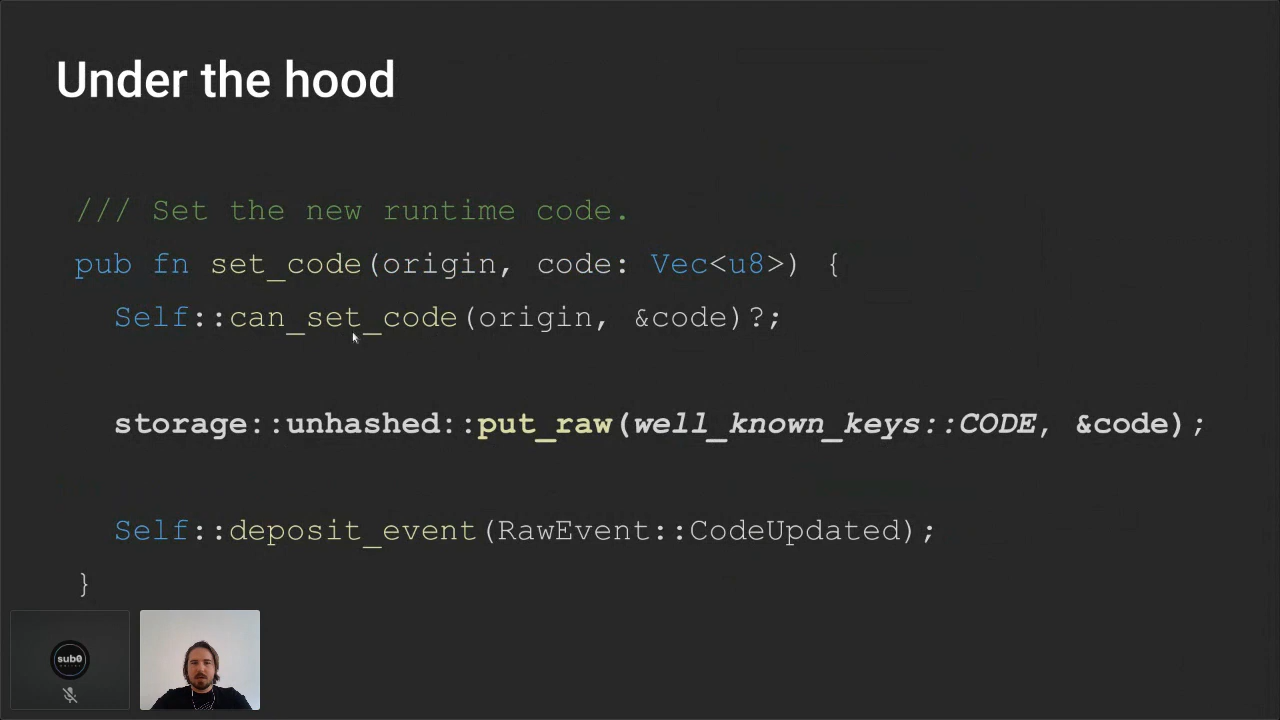 Under the hood
/// Set the new runtime code.
pub fn set_code(origin, code: Vec<u8>) {
Self::can_set_code(origin, &code)?;
storage::unhashed::put_raw(well_known_keys::CODE, &code);
Self::deposit_event(RawEvent::CodeUpdated);
}
sub0